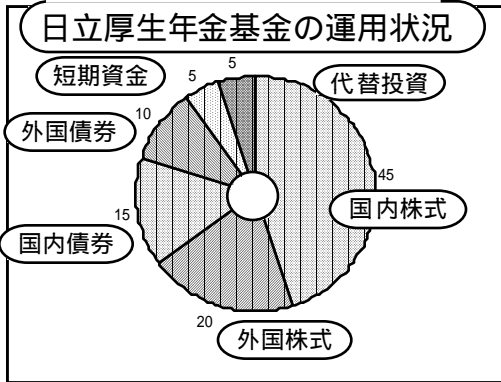 日立厚生年金基金の運用状況
短期資金
5
5
代替投資
外国債券
10
45
国内株式
国内債券
15
20
外国株式